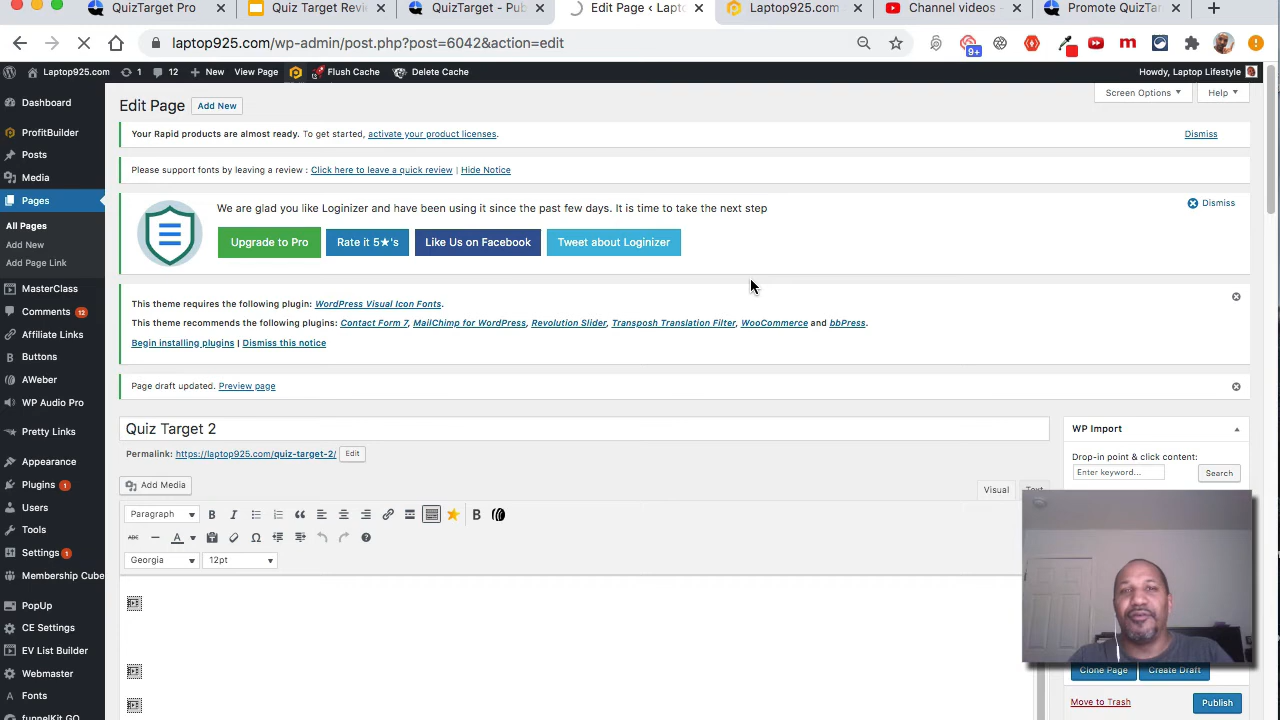 QuizTarget Pro
Quiz Target Revi
QuizTarget - Pub
Edit Page ‹ Lapto
Laptop925.com
Channel videos -
Promote QuizTar
laptop925.com/wp-admin/post.php?post=6042&action=edit
9+
Laptop925.com
1
12
New
View Page
Flush Cache
Delete Cache
Howdy, Laptop Lifestyle
Dashboard
ProfitBuilder
Posts
Media
Pages
All Pages
Add New
Add Page Link
MasterClass
Comments 12
Affiliate Links
Buttons
AWeber
WP Audio Pro
Pretty Links
Appearance
Plugins 1
Users
Tools
Settings 1
Membership Cube
PopUp
CE Settings
EV List Builder
Webmaster
Fonts
funnelKit GO
Edit Page
Add New
Screen Options
Help
Your Rapid products are almost ready. To get started, activate your product licenses.
Dismiss
Please support fonts by leaving a review : Click here to leave a quick review | Hide Notice
We are glad you like Loginizer and have been using it since the past few days. It is time to take the next step
Dismiss
Upgrade to Pro
Rate it 5★'s
Like Us on Facebook
Tweet about Loginizer
This theme requires the following plugin: WordPress Visual Icon Fonts.
This theme recommends the following plugins: Contact Form 7, MailChimp for WordPress, Revolution Slider, Transposh Translation Filter, WooCommerce and bbPress.
Begin installing plugins | Dismiss this notice
Page draft updated. Preview page
Quiz Target 2
Permalink: https://laptop925.com/quiz-target-2/
Edit
Add Media
Visual
Text
Paragraph
B
I
B
ABC
A
Georgia
12pt
WP Import
Drop-in point & click content:
Enter keyword...
Search
Clone Page
Create Draft
Move to Trash
Publish